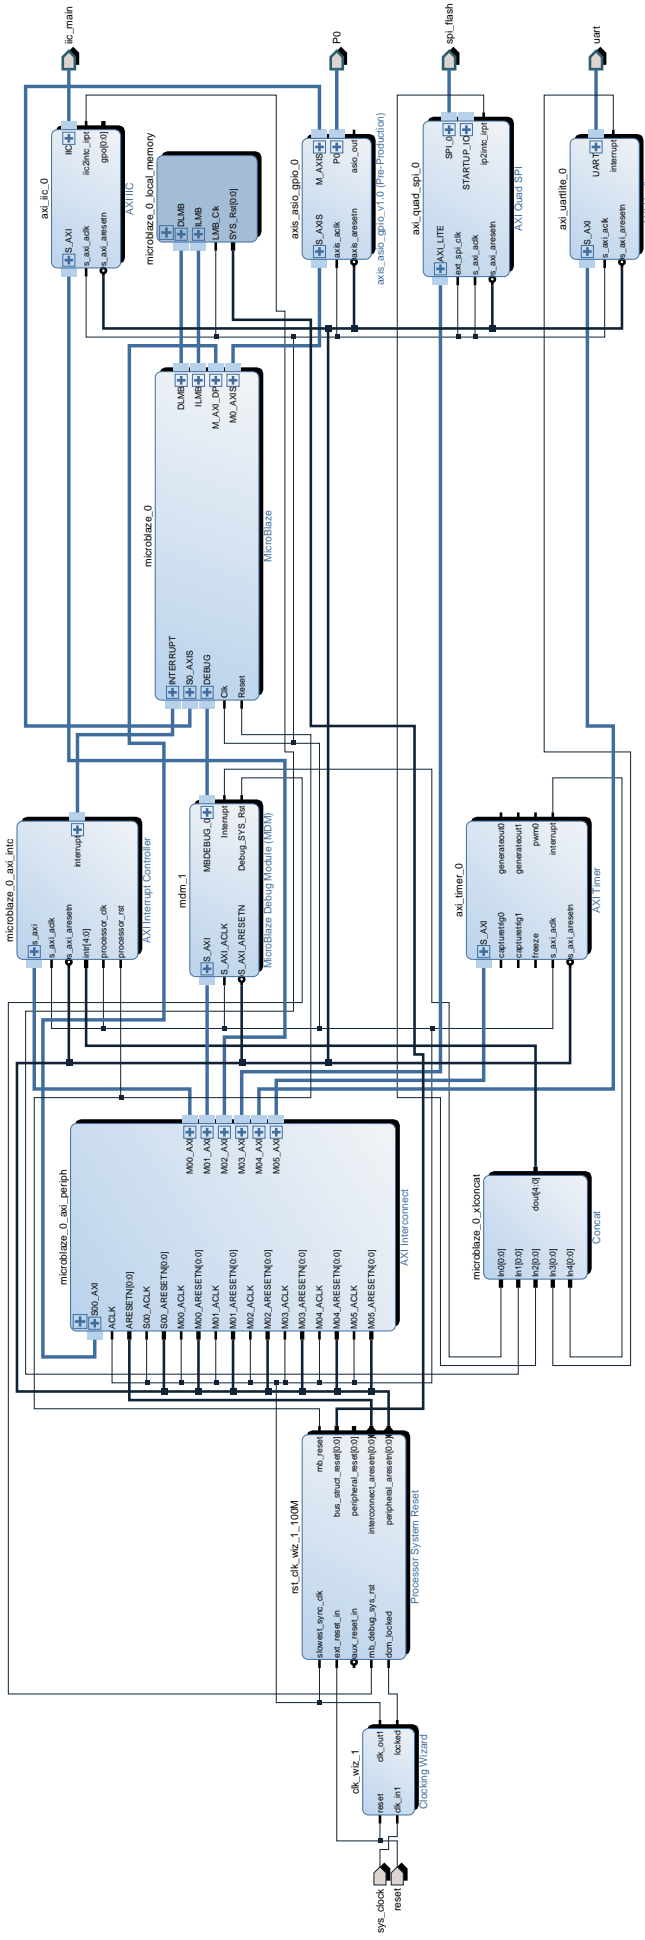 sys_clock
reset
clk_wiz_1
reset
clk_in1
clk_out1
locked
Clocking Wizard
rst_clk_wiz_1_100M
slowest_sync_clk
ext_reset_in
aux_reset_in
mb_debug_sys_rst
dcm_locked
mb_reset
bus_struct_reset[0:0]
peripheral_reset[0:0]
interconnect_aresetn[0:0]
peripheral_aresetn[0:0]
Processor System Reset
microblaze_0_axi_periph
S00_AXI
ACLK
ARESETN[0:0]
S00_ACLK
S00_ARESETN[0:0]
M00_ACLK
M00_ARESETN[0:0]
M01_ACLK
M01_ARESETN[0:0]
M02_ACLK
M02_ARESETN[0:0]
M03_ACLK
M03_ARESETN[0:0]
M04_ACLK
M04_ARESETN[0:0]
M05_ACLK
M05_ARESETN[0:0]
M00_AXI
M01_AXI
M02_AXI
M03_AXI
M04_AXI
M05_AXI
AXI Interconnect
microblaze_0_xlconcat
In0[0:0]
In1[0:0]
In2[0:0]
In3[0:0]
In4[0:0]
dout[4:0]
Concat
microblaze_0_axi_intc
s_axi
s_axi_aclk
s_axi_aresetn
intr[4:0]
processor_clk
processor_rst
interrupt
AXI Interrupt Controller
mdm_1
S_AXI
S_AXI_ACLK
S_AXI_ARESETN
MBDEBUG_0
Interrupt
Debug_SYS_Rst
MicroBlaze Debug Module (MDM)
axi_timer_0
S_AXI
capturetrig0
capturetrig1
freeze
s_axi_aclk
s_axi_aresetn
generateout0
generateout1
pwm0
interrupt
AXI Timer
microblaze_0
INTERRUPT
S0_AXIS
DEBUG
Clk
Reset
DLMB
ILMB
M_AXI_DP
M0_AXIS
MicroBlaze
axi_iic_0
S_AXI
s_axi_aclk
s_axi_aresetn
IIC
iic2intc_irpt
gpo[0:0]
AXI IIC
microblaze_0_local_memory
DLMB
ILMB
LMB_Clk
SYS_Rst[0:0]
axis_asio_gpio_0
S_AXIS
axis_aclk
axis_aresetn
M_AXIS
P0
asio_out
axis_asio_gpio_v1.0 (Pre-Production)
axi_quad_spi_0
AXI_LITE
ext_spi_clk
s_axi_aclk
s_axi_aresetn
SPI_0
STARTUP_IO
ip2intc_irpt
AXI Quad SPI
axi_uartlite_0
S_AXI
s_axi_aclk
s_axi_aresetn
UART
interrupt
iic_main
P0
spi_flash
uart